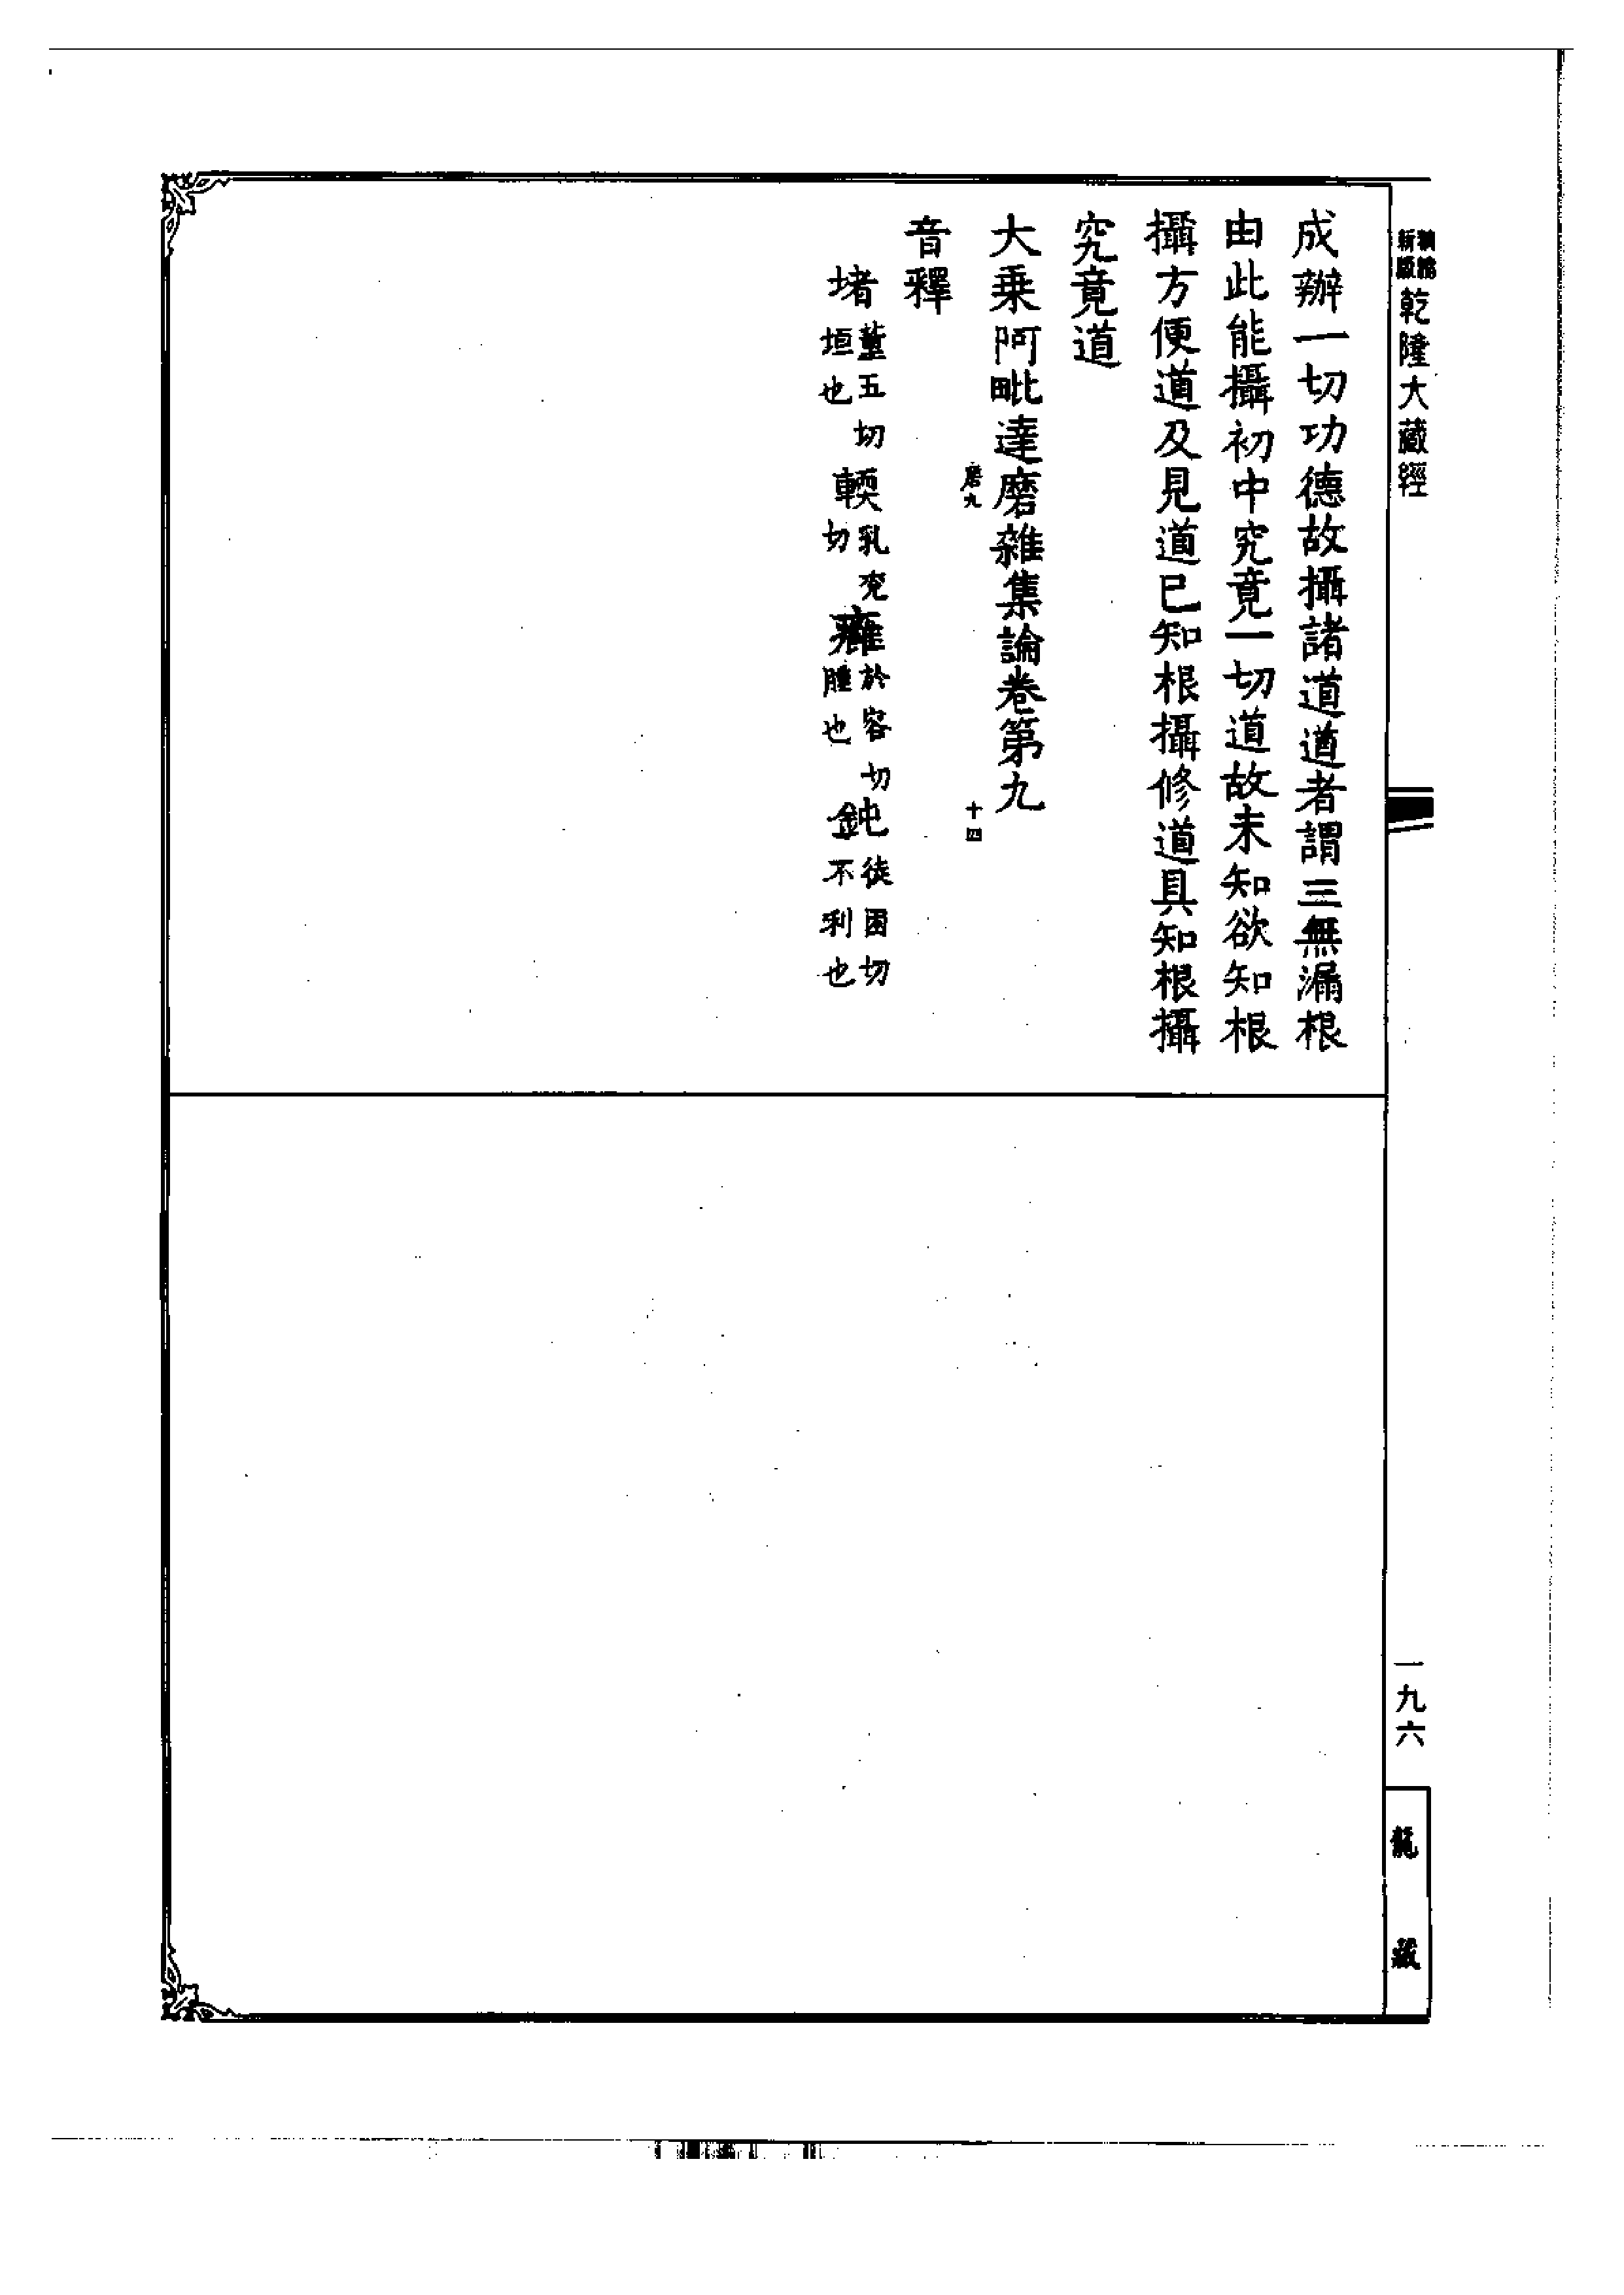 新版
乾隆大藏經
一九六
龍藏
成辦一切功德故攝諸道道者謂三無漏根
由此能攝初中究竟一切道故未知欲知根
攝方便道及見道已知根攝修道具知根攝
究竟道
大乗阿毗達磨雜集論卷第九
磨九
十四
音釋
堵董五切垣也 輭乳兖切 癰於容切腫也 鈍徒困切不利也